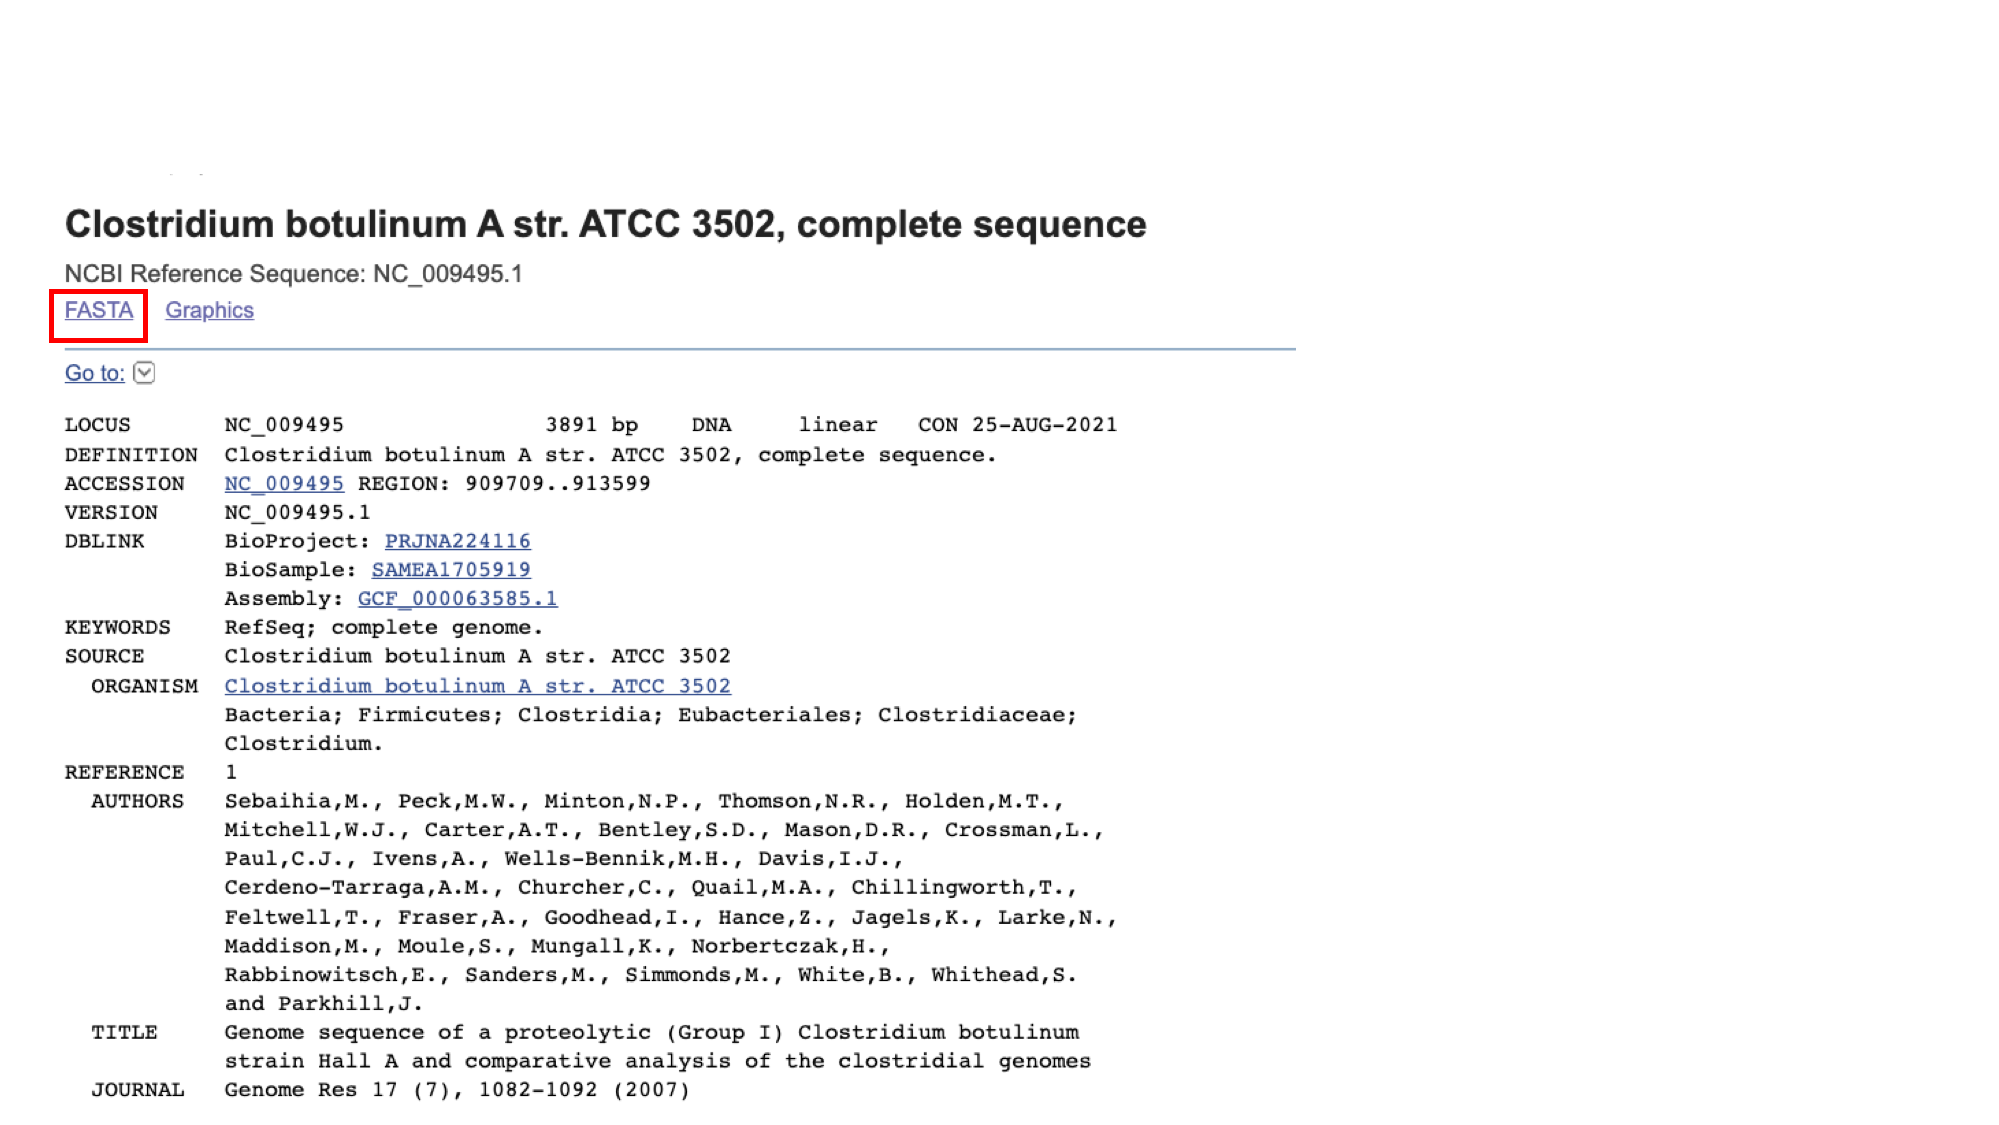 Clostridium botulinum A str. ATCC 3502, complete sequence
NCBI Reference Sequence: NC_009495.1
FASTA Graphics
Go to:
LOCUS NC_009495 3891 bp DNA linear CON 25-AUG-2021
DEFINITION Clostridium botulinum A str. ATCC 3502, complete sequence.
ACCESSION NC_009495 REGION: 909709..913599
VERSION NC_009495.1
DBLINK BioProject: PRJNA224116
BioSample: SAMEA1705919
Assembly: GCF_000063585.1
KEYWORDS RefSeq; complete genome.
SOURCE Clostridium botulinum A str. ATCC 3502
ORGANISM Clostridium botulinum A str. ATCC 3502
Bacteria; Firmicutes; Clostridia; Eubacteriales; Clostridiaceae;
Clostridium.
REFERENCE 1
AUTHORS Sebaihia,M., Peck,M.W., Minton,N.P., Thomson,N.R., Holden,M.T.,
Mitchell,W.J., Carter,A.T., Bentley,S.D., Mason,D.R., Crossman,L.,
Paul,C.J., Ivens,A., Wells-Bennik,M.H., Davis,I.J.,
Cerdeno-Tarraga,A.M., Churcher,C., Quail,M.A., Chillingworth,T.,
Feltwell,T., Fraser,A., Goodhead,I., Hance,Z., Jagels,K., Larke,N.,
Maddison,M., Moule,S., Mungall,K., Norbertczak,H.,
Rabbinowitsch,E., Sanders,M., Simmonds,M., White,B., Whithead,S.
and Parkhill,J.
TITLE Genome sequence of a proteolytic (Group I) Clostridium botulinum
strain Hall A and comparative analysis of the clostridial genomes
JOURNAL Genome Res 17 (7), 1082-1092 (2007)